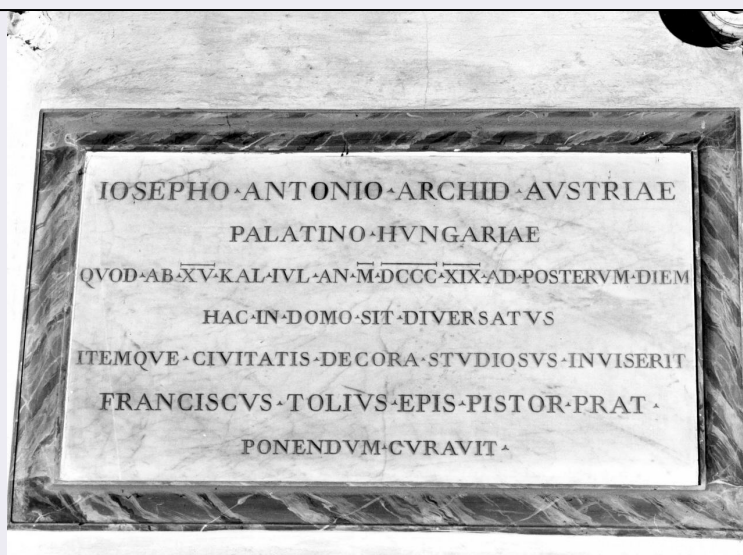 IOSEPHO·ANTONIO·ARCHID·AVSTRIAE
PALATINO·HVNGARIAE
QVOD·AB·XV·KAL·IVL·AN·M·DCCC·XIX·AD·POSTERVM·DIEM
HAC·IN·DOMO·SIT·DIVERSATVS
ITEMQVE·CIVITATIS·DECORA·STVDIOSVS·INVISERIT
FRANCISCVS·TOLIVS·EPIS·PISTOR·PRAT·
PONENDVM·CVRAVIT·